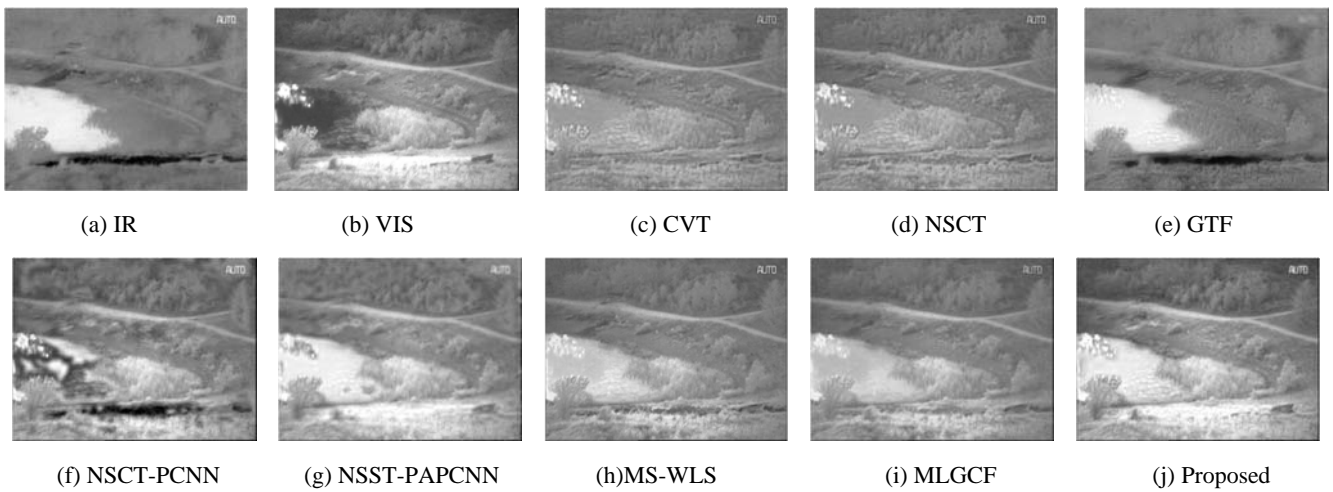 AUTO AUTO AUTO AUTO AUTO
(a) IR (b) VIS (c) CVT (d) NSCT (e) GTF
AUTO AUTO AUTO AUTO AUTO
(f) NSCT-PCNN (g) NSST-PAPCNN (h)MS-WLS (i) MLGCF (j) Proposed